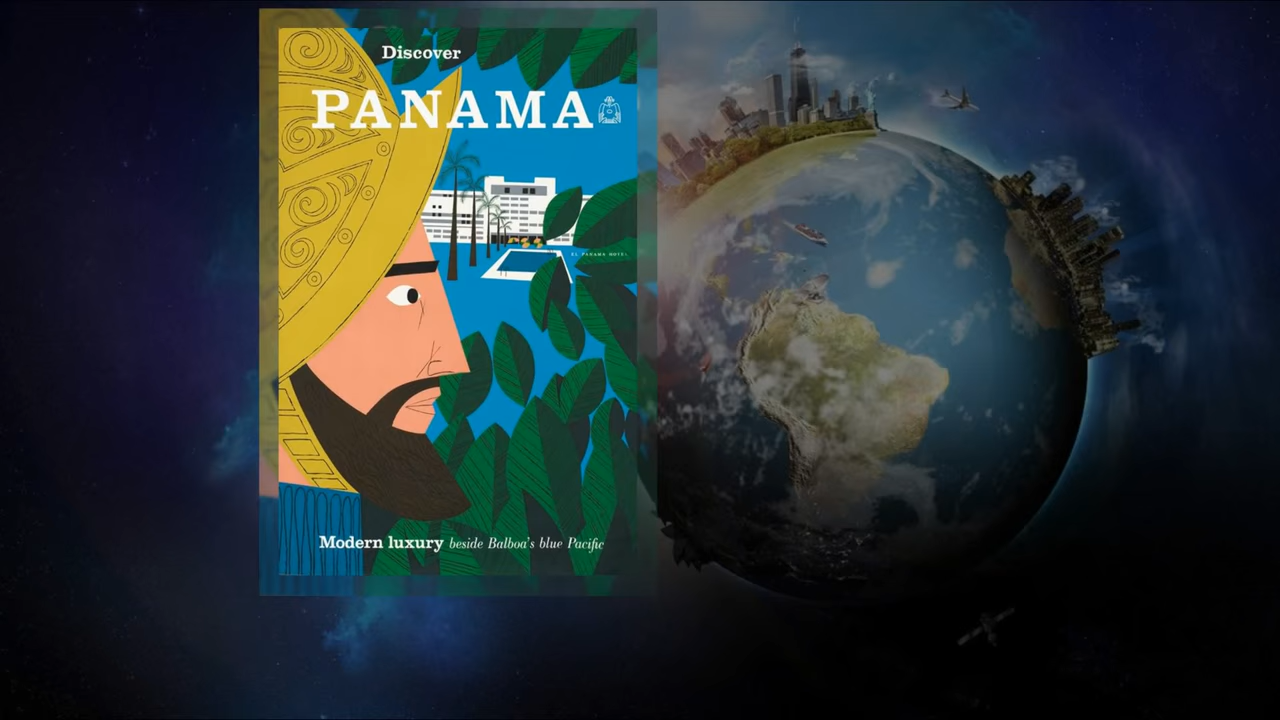 Discover
PANAMA
EL PANAMA HOTEL
Modern luxury beside Balboa's blue Pacific